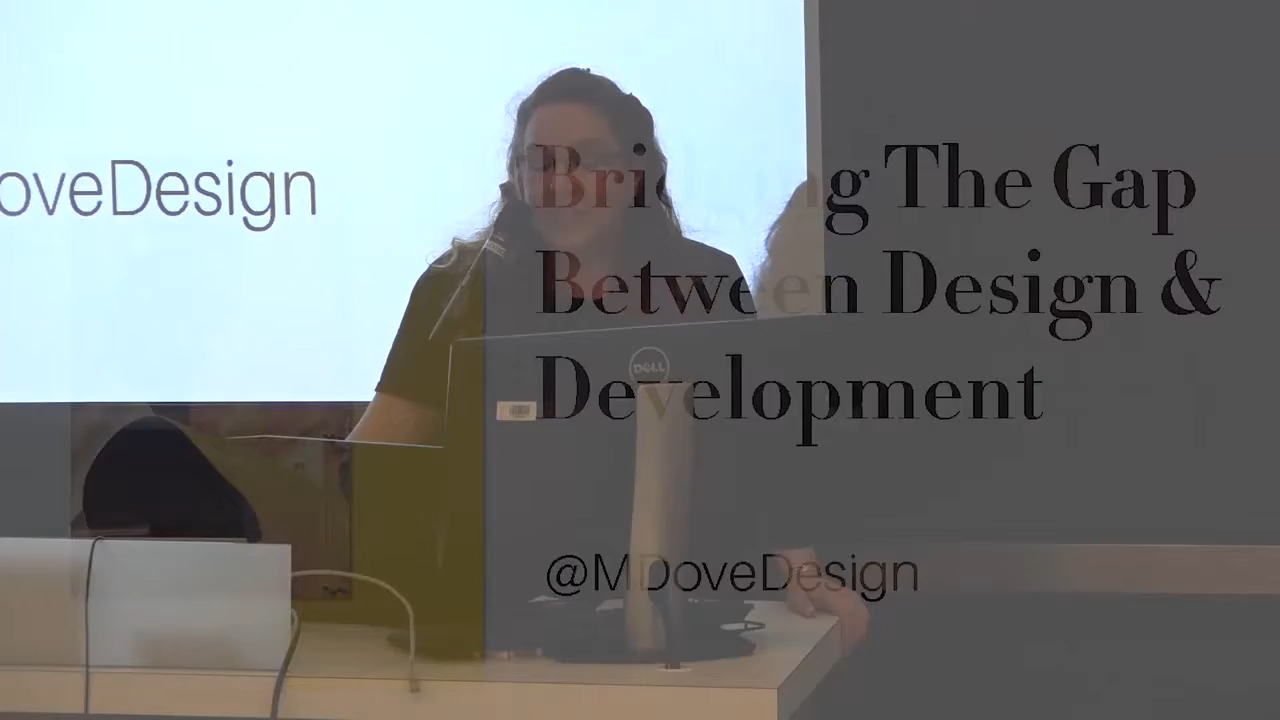 oveDesign
Bridging The Gap
Between Design &
Development
DELL
@MDoveDesign